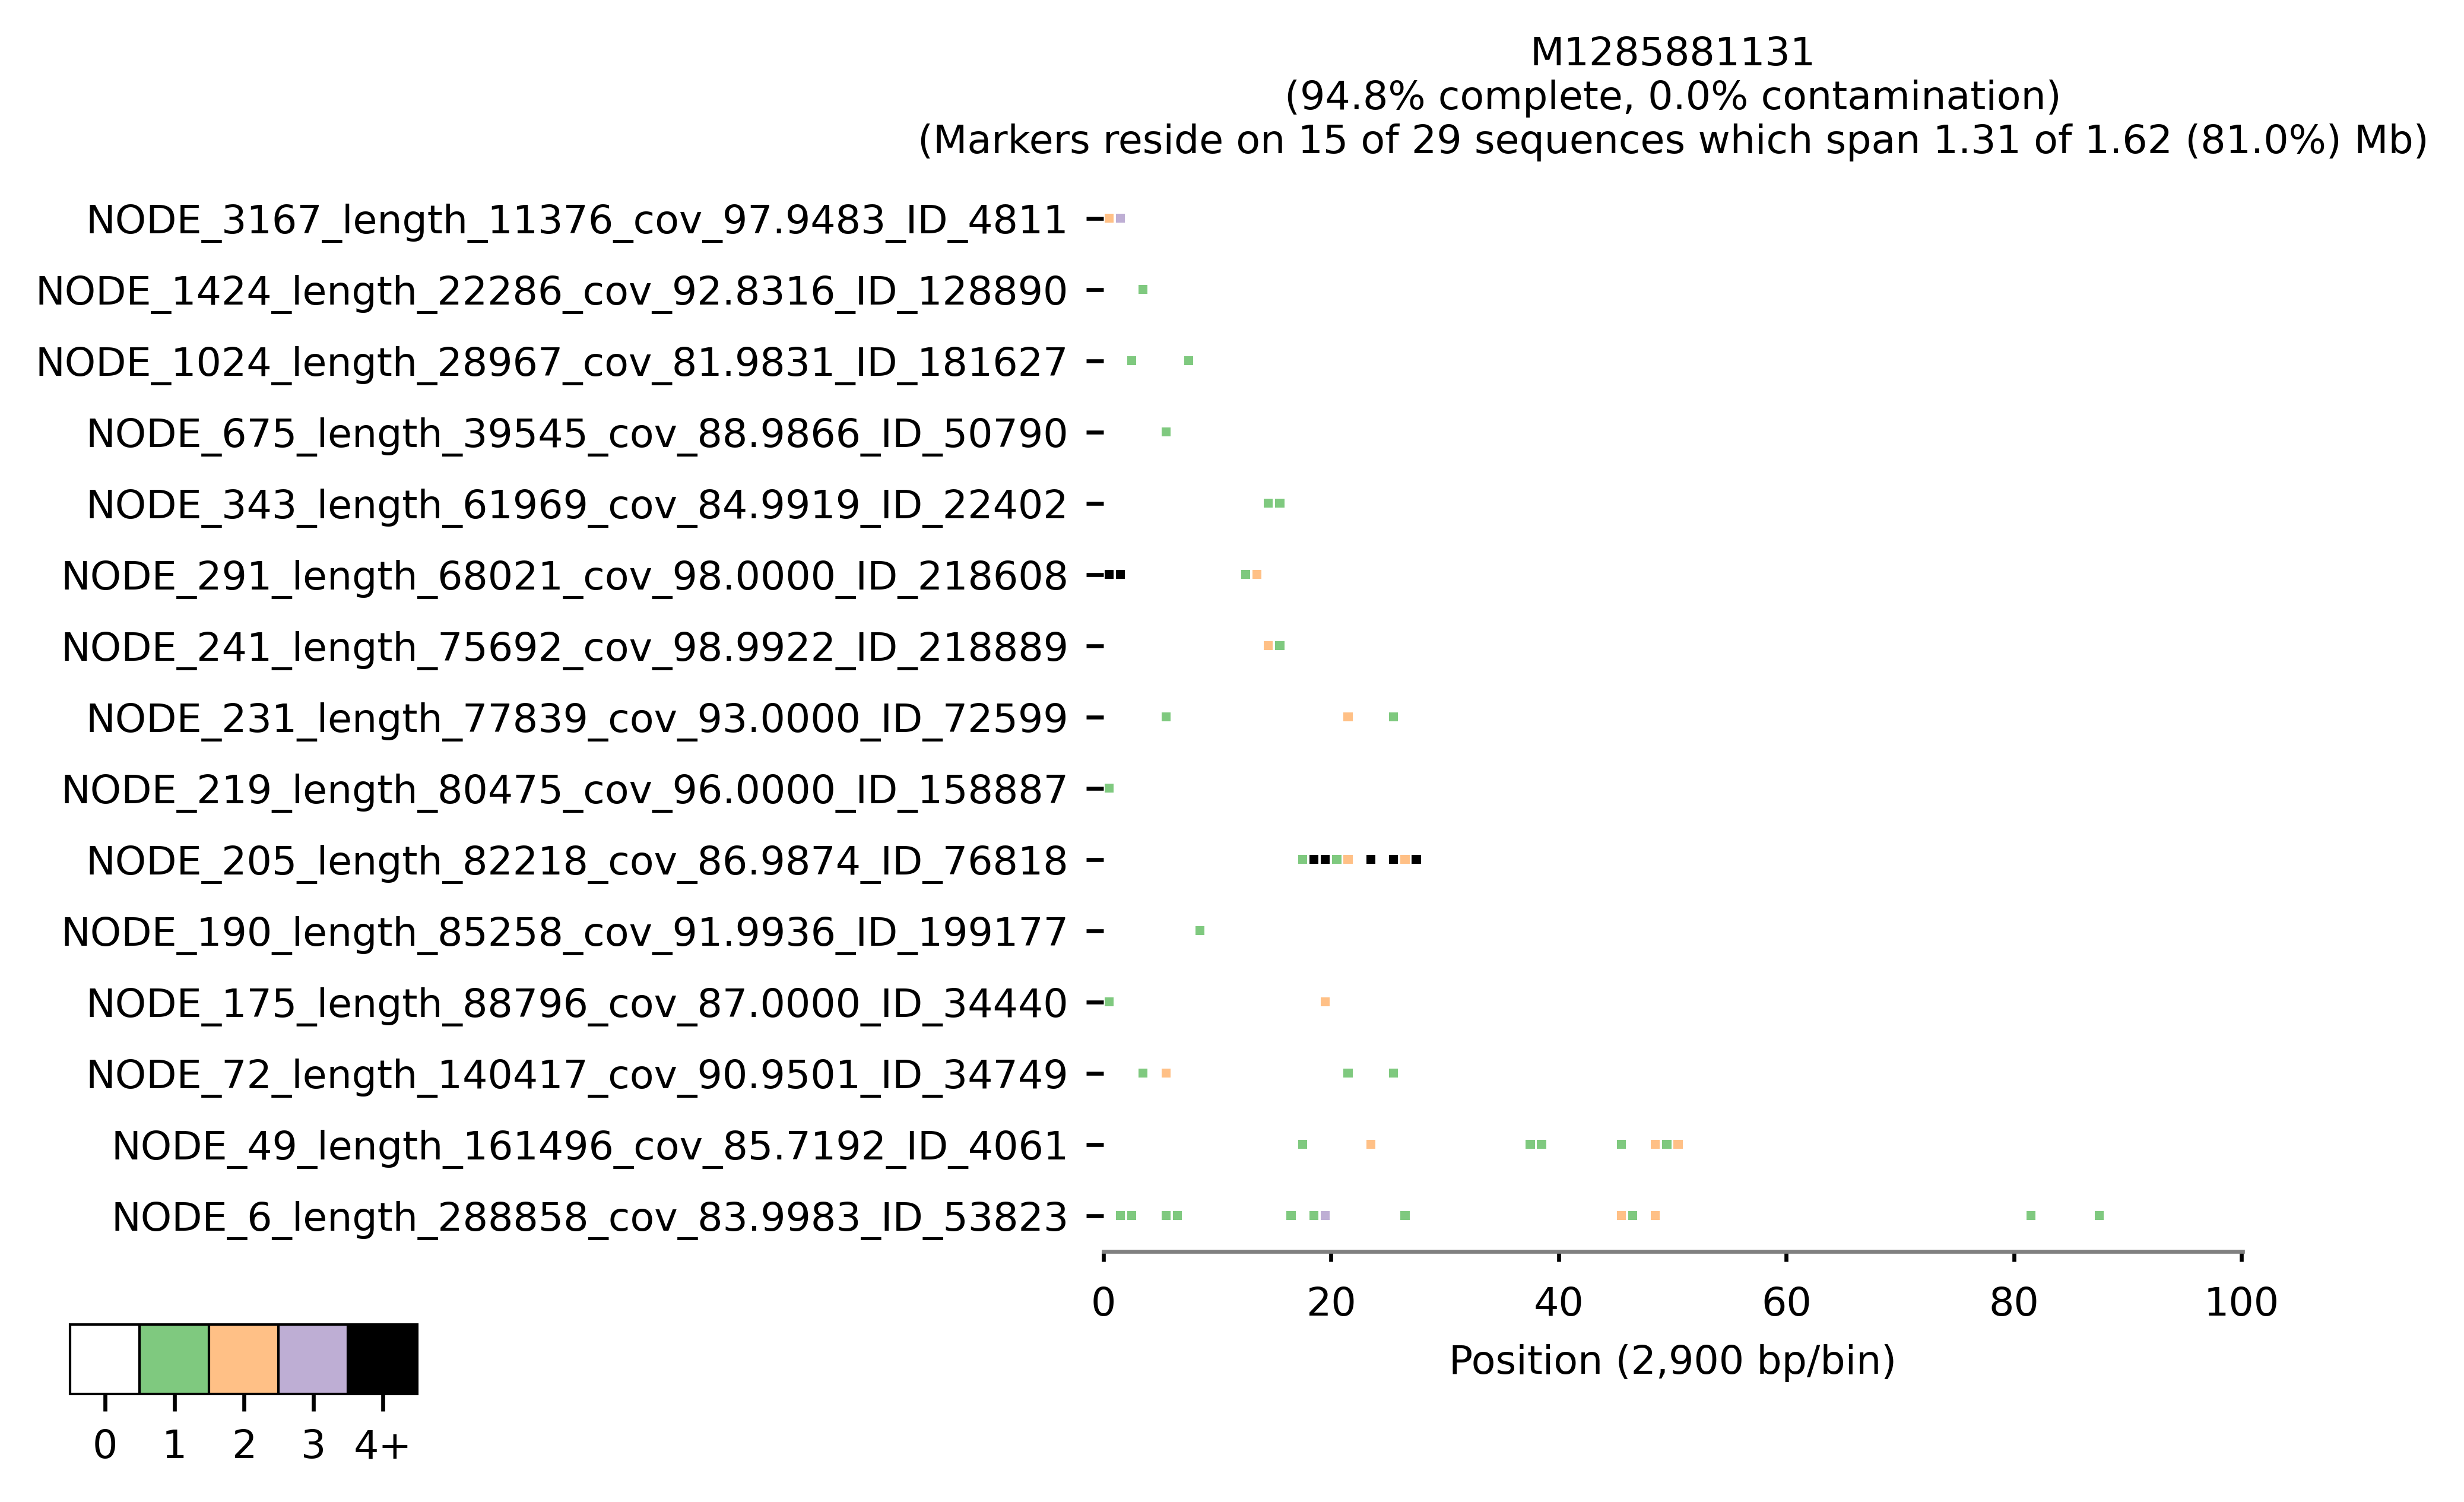 M1285881131
(94.8% complete, 0.0% contamination)
(Markers reside on 15 of 29 sequences which span 1.31 of 1.62 (81.0%) Mb)
NODE_3167_length_11376_cov_97.9483_ID_4811
NODE_1424_length_22286_cov_92.8316_ID_128890
NODE_1024_length_28967_cov_81.9831_ID_181627
NODE_675_length_39545_cov_88.9866_ID_50790
NODE_343_length_61969_cov_84.9919_ID_22402
NODE_291_length_68021_cov_98.0000_ID_218608
NODE_241_length_75692_cov_98.9922_ID_218889
NODE_231_length_77839_cov_93.0000_ID_72599
NODE_219_length_80475_cov_96.0000_ID_158887
NODE_205_length_82218_cov_86.9874_ID_76818
NODE_190_length_85258_cov_91.9936_ID_199177
NODE_175_length_88796_cov_87.0000_ID_34440
NODE_72_length_140417_cov_90.9501_ID_34749
NODE_49_length_161496_cov_85.7192_ID_4061
NODE_6_length_288858_cov_83.9983_ID_53823
0 20 40 60 80 100
Position (2,900 bp/bin)
0 1 2 3 4+